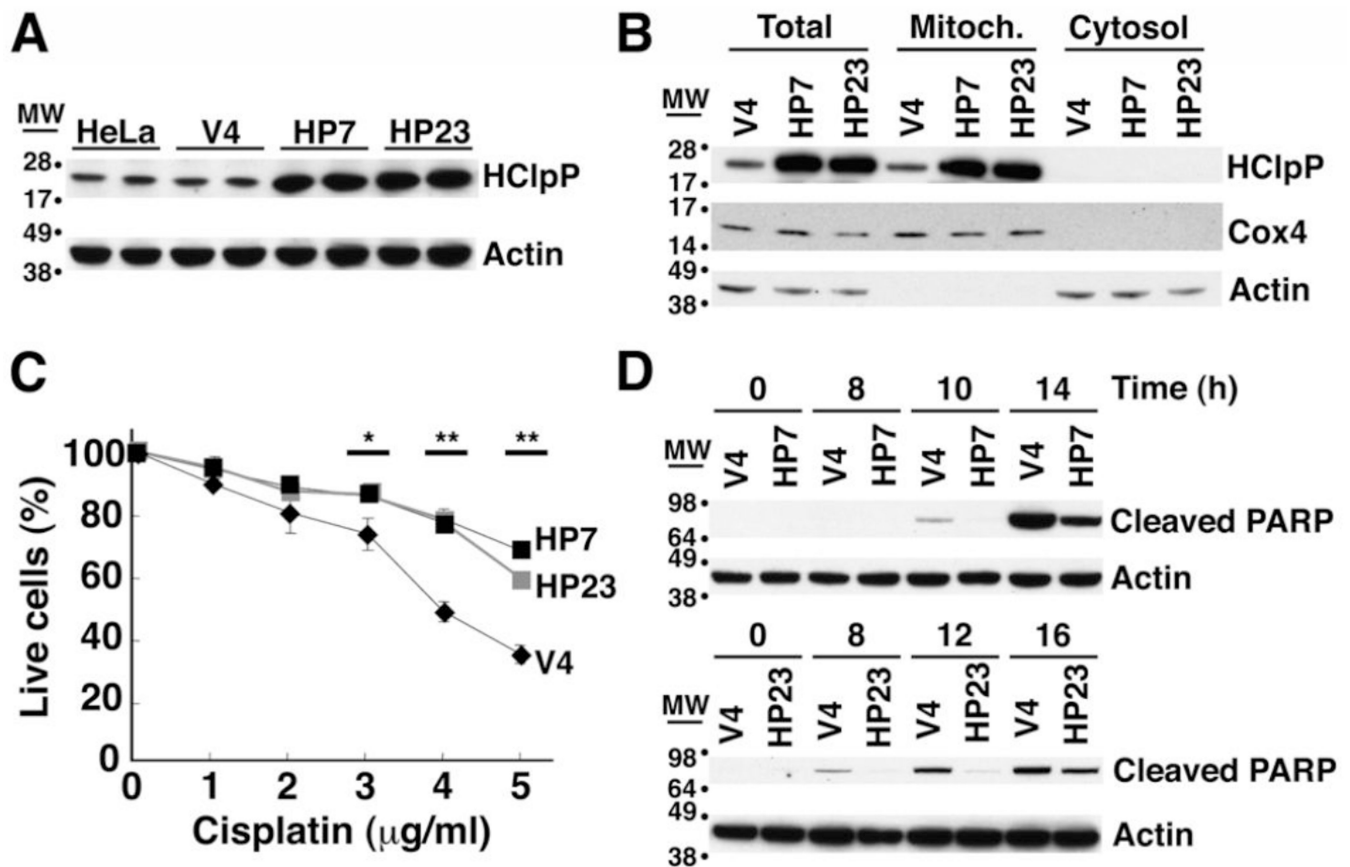 A
MW
HeLa V4 HP7 HP23
28
17
HClpP
49
38
Actin
B
Total Mitoch. Cytosol
MW
V4 HP7 HP23 V4 HP7 HP23 V4 HP7 HP23
28
17
HClpP
17
14
Cox4
49
38
Actin
C
Live cells (%)
100
80
60
40
20
0
* ** **
HP7
HP23
V4
0 1 2 3 4 5
Cisplatin (μg/ml)
D
0 8 10 14 Time (h)
MW
V4 HP7 V4 HP7 V4 HP7 V4 HP7
98
64
Cleaved PARP
49
38
Actin
0 8 12 16
MW
V4 HP23 V4 HP23 V4 HP23 V4 HP23
98
64
Cleaved PARP
49
38
Actin